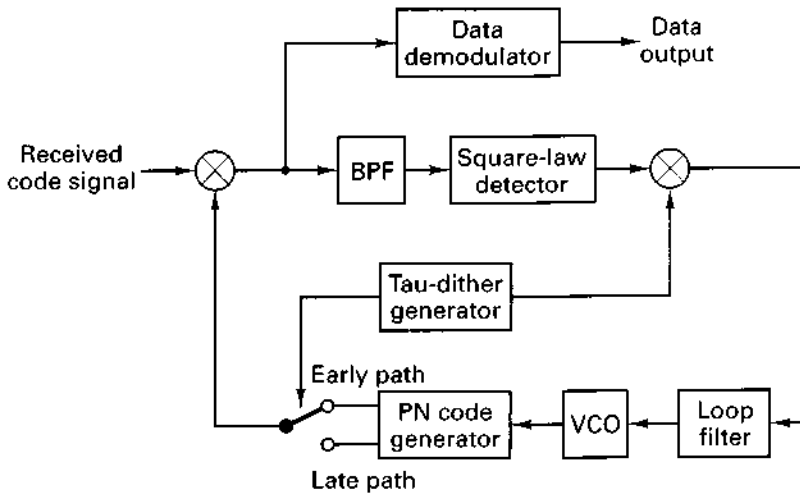 Data
demodulator
Data
output
Received
code signal
BPF
Square-law
detector
Tau-dither
generator
Early path
PN code
generator
VCO
Loop
filter
Late path